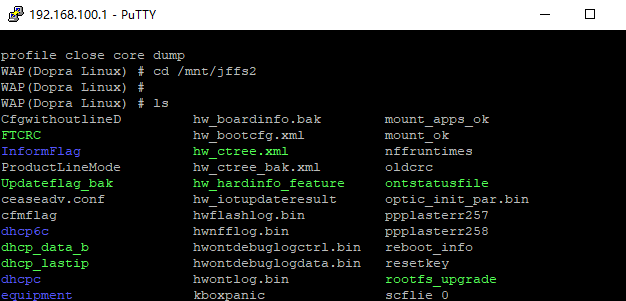 192.168.100.1 - PuTTY
profile close core dump
WAP(Dopra Linux) # cd /mnt/jffs2
WAP(Dopra Linux) #
WAP(Dopra Linux) # ls
CfgwithoutlineD hw_boardinfo.bak mount_apps_ok
FTCRC hw_bootcfg.xml mount_ok
InformFlag hw_ctree.xml nffruntimes
ProductLineMode hw_ctree_bak.xml oldcrc
Updateflag_bak hw_hardinfo_feature ontstatusfile
ceaseadv.conf hw_iotupdateresult optic_init_par.bin
cfmflag hwflashlog.bin ppplasterr257
dhcp6c hwnfflog.bin ppplasterr258
dhcp_data_b hwontdebuglogctrl.bin reboot_info
dhcp_lastip hwontdebuglogdata.bin resetkey
dhcpc hwontlog.bin rootfs_upgrade
equipment kboxpanic scflie_0